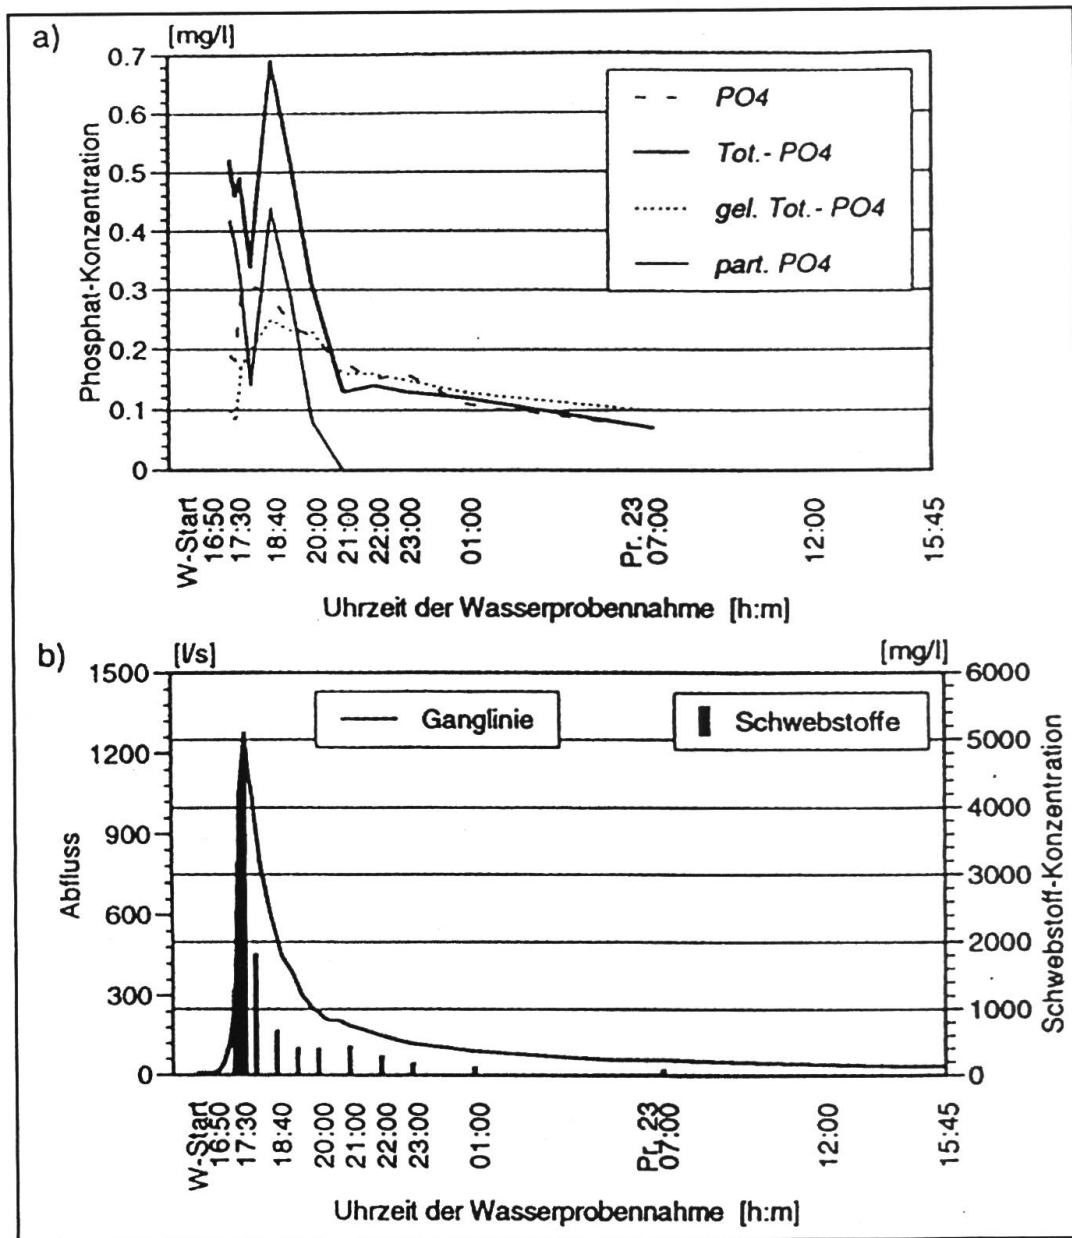 a)
[mg/l]
Phosphat-Konzentration
0.7
0.6
0.5
0.4
0.3
0.2
0.1
0
PO4
Tot.- PO4
gel. Tot.- PO4
part. PO4
W-Start
16:50
17:30
18:40
20:00
21:00
22:00
23:00
01:00
Pr. 23
07:00
12:00
15:45
Uhrzeit der Wasserprobennahme [h:m]
b)
[l/s]
[mg/l]
Abfluss
1500
1200
900
600
300
0
Ganglinie
Schwebstoffe
6000
5000
4000
3000
2000
1000
0
Schwebstoff-Konzentration
W-Start
16:50
17:30
18:40
20:00
21:00
22:00
23:00
01:00
Pr. 23
07:00
12:00
15:45
Uhrzeit der Wasserprobennahme [h:m]